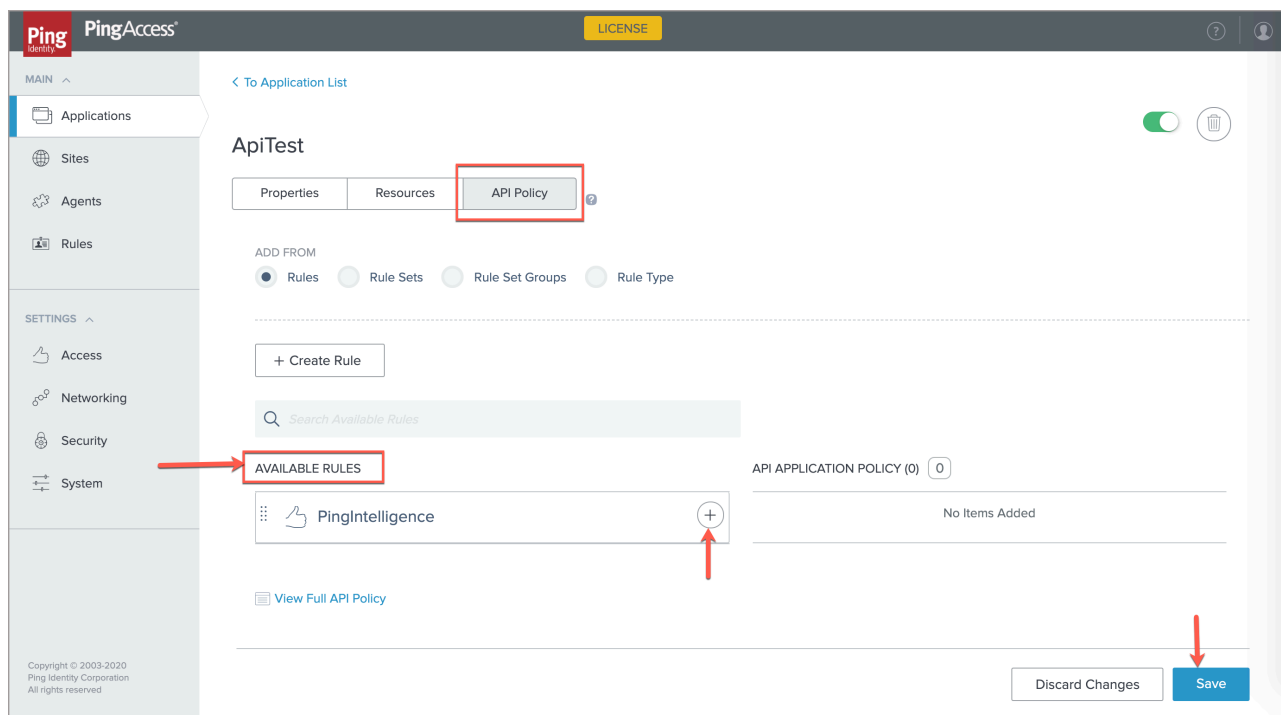 Ping
Identity.
PingAccess®
LICENSE
?
MAIN
Applications
Sites
Agents
Rules
SETTINGS
Access
Networking
Security
System
Copyright © 2003-2020
Ping Identity Corporation
All rights reserved
< To Application List
ApiTest
Properties Resources API Policy ?
ADD FROM
Rules Rule Sets Rule Set Groups Rule Type
+ Create Rule
Search Available Rules
AVAILABLE RULES
PingIntelligence +
API APPLICATION POLICY (0) 0
No Items Added
View Full API Policy
Discard Changes Save